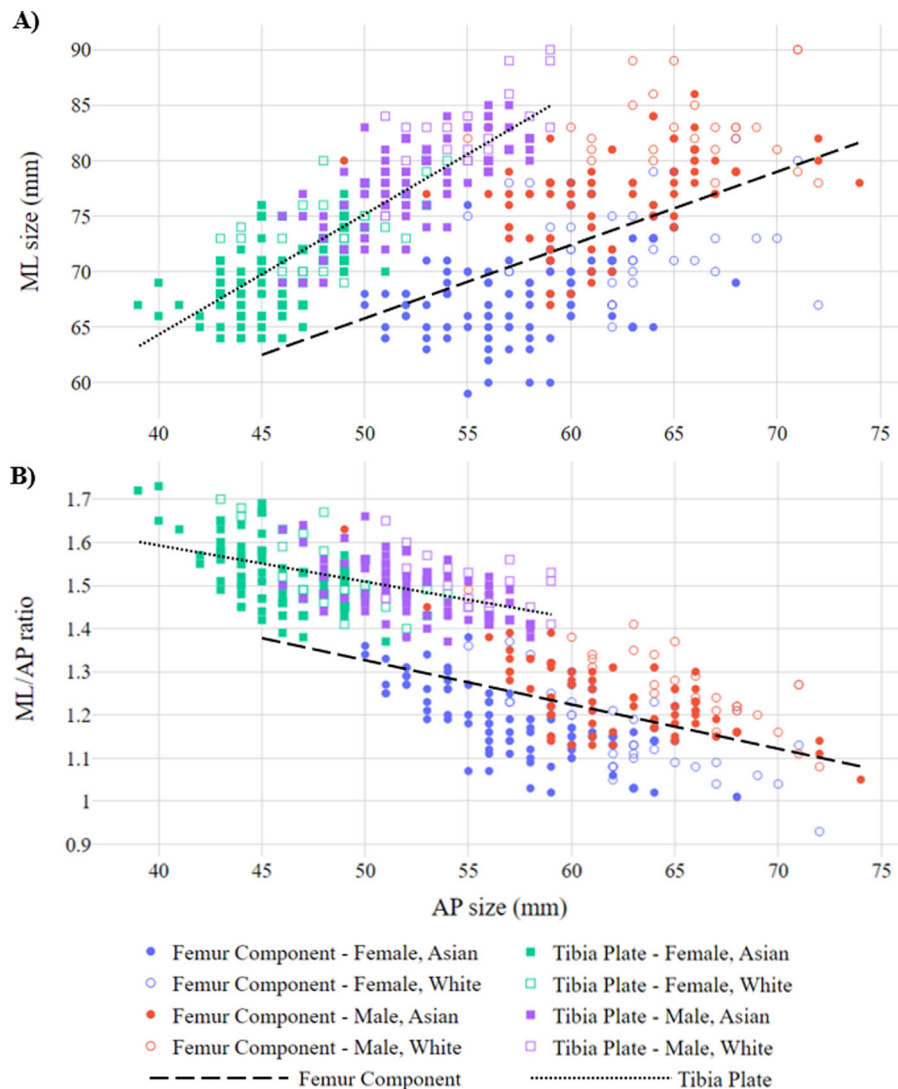 A)
90
80
70
60
ML size (mm)
40 45 50 55 60 65 70 75
B)
1.7
1.6
1.5
1.4
1.3
1.2
1.1
1
0.9
ML/AP ratio
40 45 50 55 60 65 70 75
AP size (mm)
Femur Component - Female, Asian Tibia Plate - Female, Asian
Femur Component - Female, White Tibia Plate - Female, White
Femur Component - Male, Asian Tibia Plate - Male, Asian
Femur Component - Male, White Tibia Plate - Male, White
Femur Component Tibia Plate